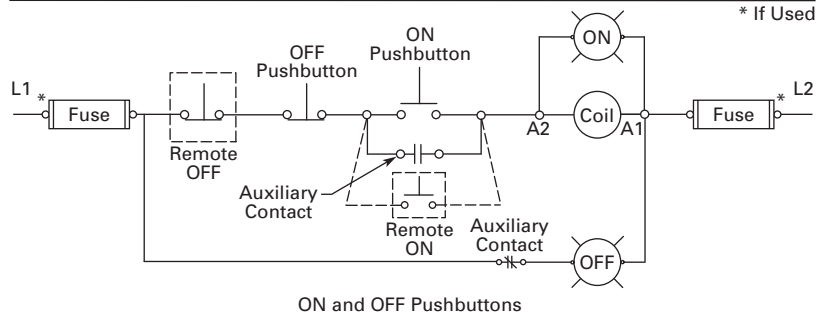 * If Used
ON
ON
Pushbutton
OFF
Pushbutton
L1
*
Fuse
Remote
OFF
A2
Coil
A1
Fuse
*
L2
Auxiliary
Contact
Remote
ON
Auxiliary
Contact
OFF
ON and OFF Pushbuttons